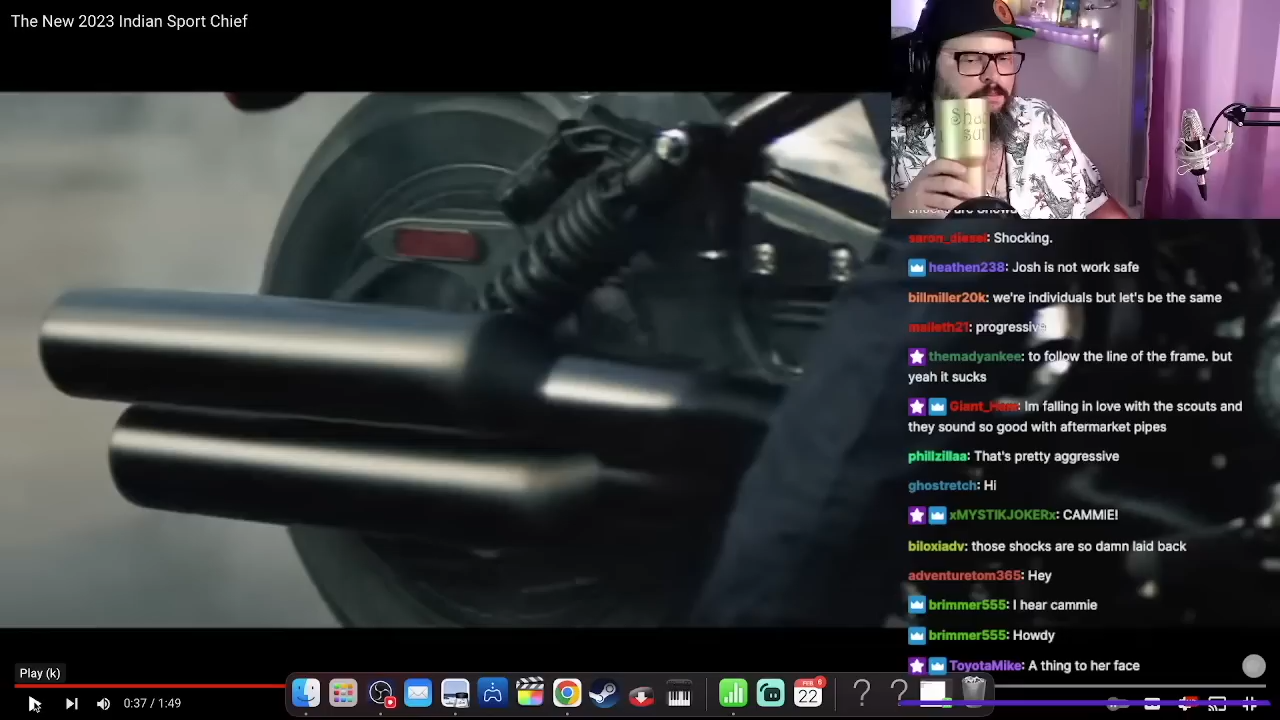 The New 2023 Indian Sport Chief
saron_diesel: Shocking.
heathen238: Josh is not work safe
billmiller20k: we're individuals but let's be the same
maileth21: progressive
themadyankee: to follow the line of the frame. but
yeah it sucks
Im falling in love with the scouts and
they sound so good with aftermarket pipes
phillzillaa: That's pretty aggressive
ghostretch: Hi
xMYSTIKJOKERx: CAMMIE!
biloxiadv: those shocks are so damn laid back
adventuretom365: Hey
brimmer555: I hear cammie
brimmer555: Howdy
ToyotaMike: A thing to her face
Play (k)
0:37 / 1:49
FEB
22